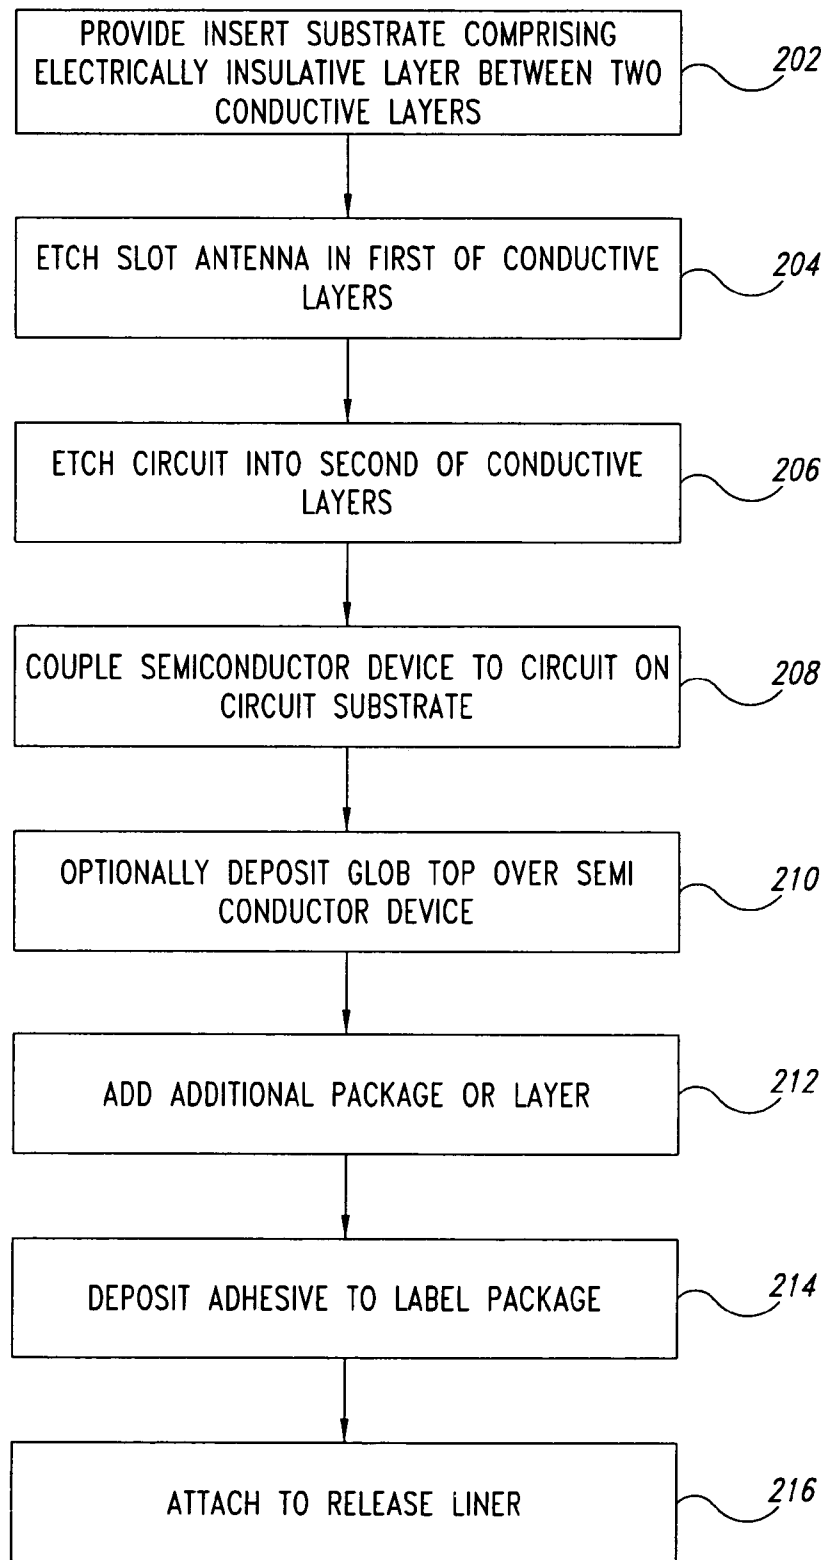 PROVIDE INSERT SUBSTRATE COMPRISING
ELECTRICALLY INSULATIVE LAYER BETWEEN TWO
CONDUCTIVE LAYERS
202
ETCH SLOT ANTENNA IN FIRST OF CONDUCTIVE
LAYERS
204
ETCH CIRCUIT INTO SECOND OF CONDUCTIVE
LAYERS
206
COUPLE SEMICONDUCTOR DEVICE TO CIRCUIT ON
CIRCUIT SUBSTRATE
208
OPTIONALLY DEPOSIT GLOB TOP OVER SEMI
CONDUCTOR DEVICE
210
ADD ADDITIONAL PACKAGE OR LAYER
212
DEPOSIT ADHESIVE TO LABEL PACKAGE
214
ATTACH TO RELEASE LINER
216